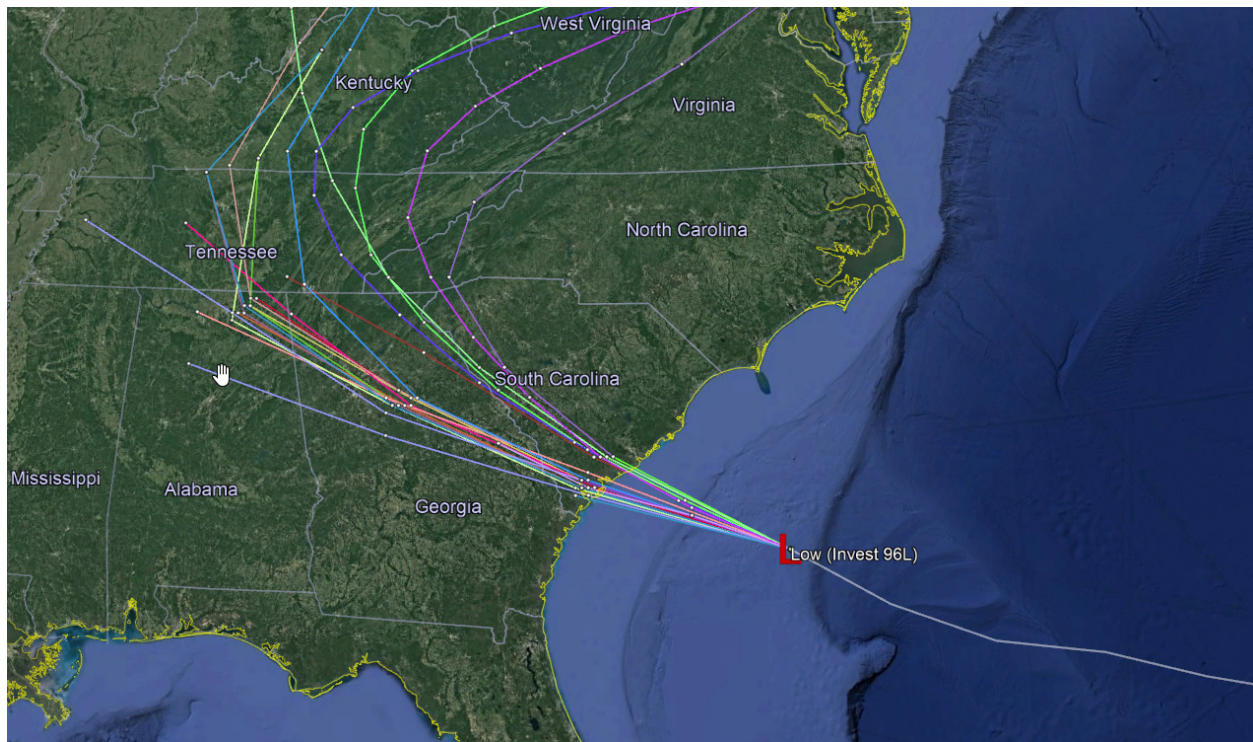 West Virginia
Kentucky
Virginia
North Carolina
Tennessee
South Carolina
Mississippi
Alabama
Georgia
L
Low (Invest 96L)